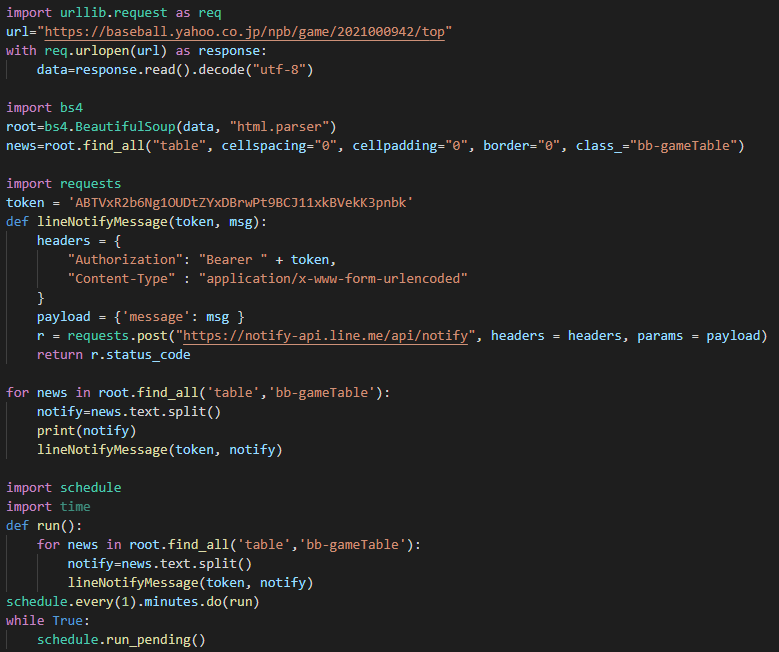 import urllib.request as req
url="https://baseball.yahoo.co.jp/npb/game/2021000942/top"
with req.urlopen(url) as response:
    data=response.read().decode("utf-8")

import bs4
root=bs4.BeautifulSoup(data, "html.parser")
news=root.find_all("table", cellspacing="0", cellpadding="0", border="0", class_="bb-gameTable")

import requests
token = 'ABTVxR2b6Ng1OUDtZYxDBrwPt9BCJ11xkBVekK3pnbk'
def lineNotifyMessage(token, msg):
    headers = {
        "Authorization": "Bearer " + token,
        "Content-Type" : "application/x-www-form-urlencoded"
    }
    payload = {'message': msg }
    r = requests.post("https://notify-api.line.me/api/notify", headers = headers, params = payload)
    return r.status_code

for news in root.find_all('table','bb-gameTable'):
    notify=news.text.split()
    print(notify)
    lineNotifyMessage(token, notify)

import schedule
import time
def run():
    for news in root.find_all('table','bb-gameTable'):
        notify=news.text.split()
        lineNotifyMessage(token, notify)
schedule.every(1).minutes.do(run)
while True:
    schedule.run_pending()